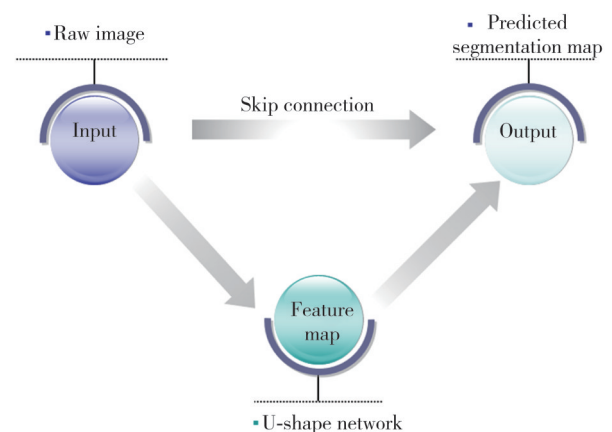 ▪Raw image
▪ Predicted
segmentation map
Skip connection
Input
Output
Feature
map
▪U-shape network